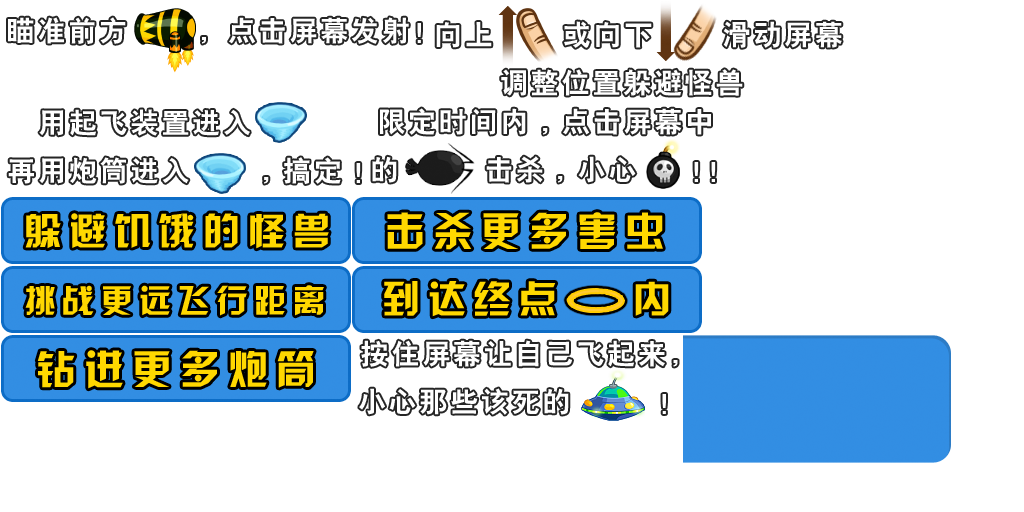 瞄准前方，点击屏幕发射！
向上或向下滑动屏幕
调整位置躲避怪兽
用起飞装置进入
限定时间内，点击屏幕中
再用炮筒进入，搞定！
的击杀，小心！！
躲避饥饿的怪兽
击杀更多害虫
挑战更远飞行距离
到达终点内
钻进更多炮筒
按住屏幕让自己飞起来，
小心那些该死的！